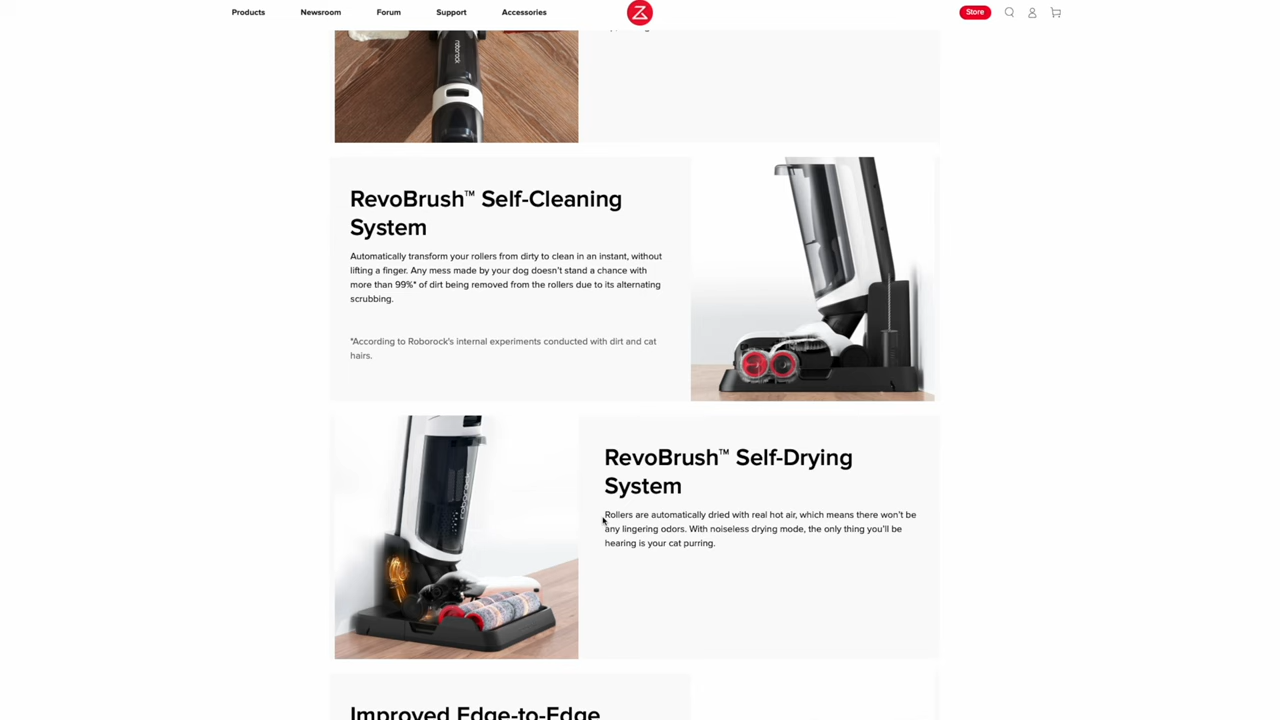 Products Newsroom Forum Support Accessories Store
roborock
RevoBrush™ Self-Cleaning
System
Automatically transform your rollers from dirty to clean in an instant, without
lifting a finger. Any mess made by your dog doesn't stand a chance with
more than 99%* of dirt being removed from the rollers due to its alternating
scrubbing.
*According to Roborock's internal experiments conducted with dirt and cat
hairs.
roborock
RevoBrush™ Self-Drying
System
Rollers are automatically dried with real hot air, which means there won't be
any lingering odors. With noiseless drying mode, the only thing you'll be
hearing is your cat purring.
Improved Edge-to-Edge